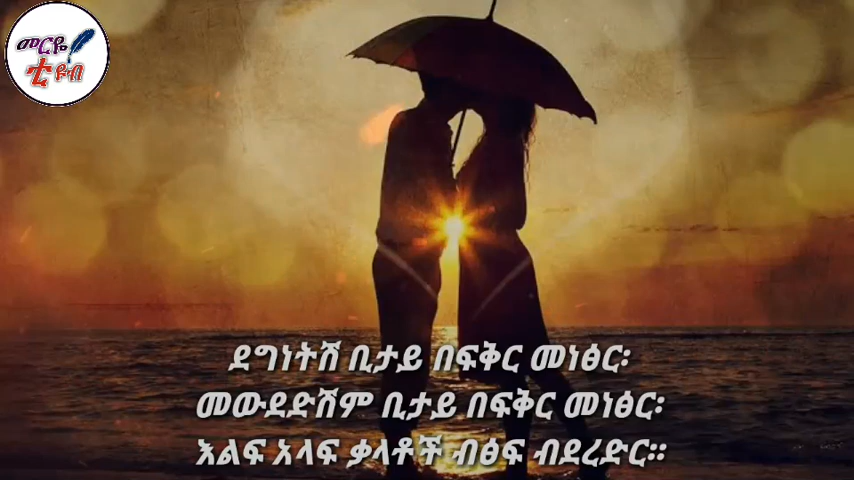 መርዬ
ቲዩብ
ደግነትሽ ቢታይ በፍቅር መነፅር፡
መውደድሽም ቢታይ በፍቅር መነፅር፡
እልፍ አላፍ ቃላቶች ብፅፍ ብደረድር።